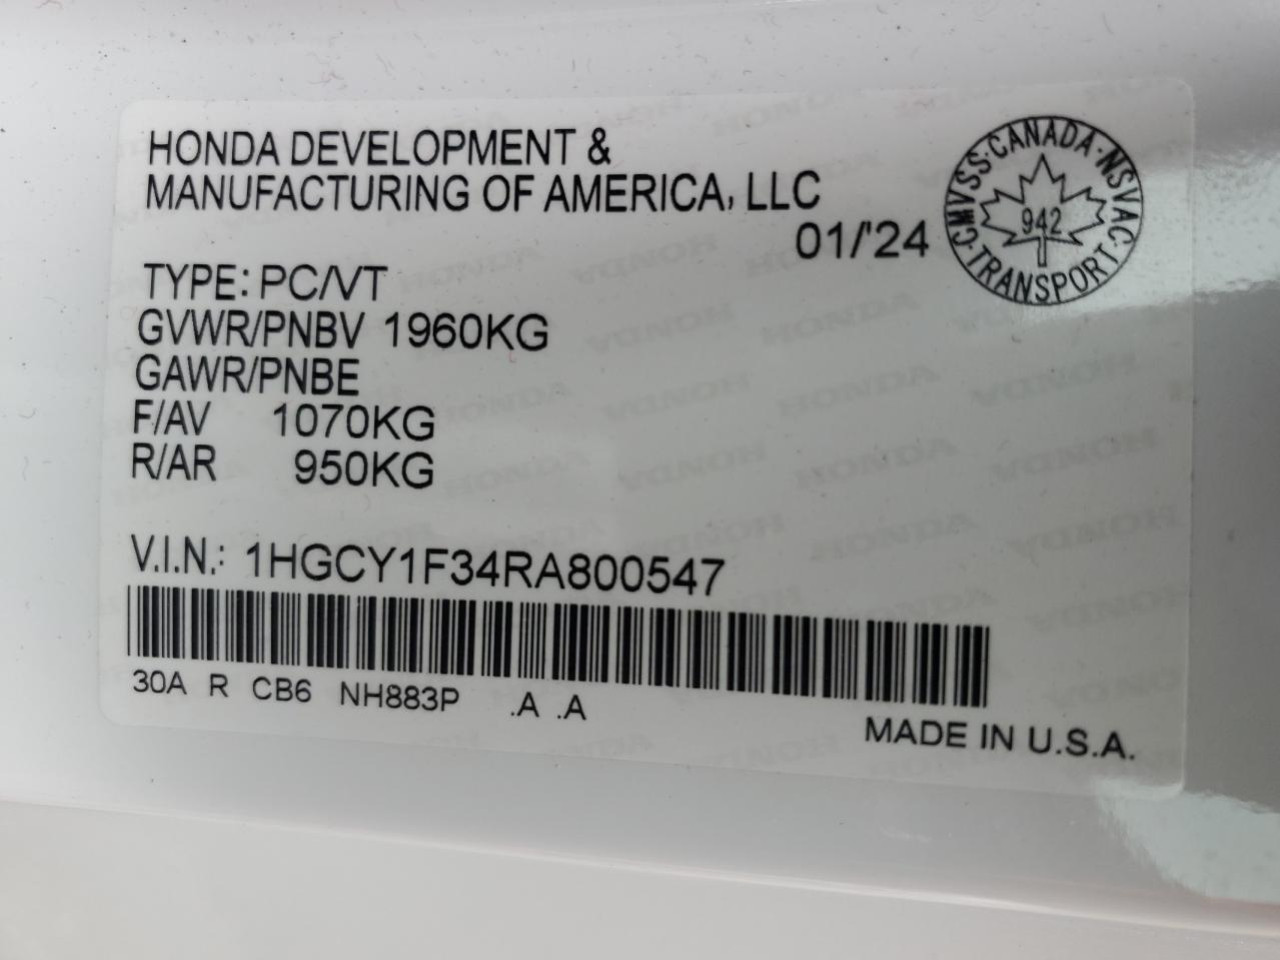 HONDA DEVELOPMENT &
MANUFACTURING OF AMERICA, LLC
01/'24
CMVSS·CANADA·NSVAC
942
·TRANSPORT·
TYPE: PC/VT
GVWR/PNBV 1960KG
GAWR/PNBE
F/AV 1070KG
R/AR 950KG
V.I.N.: 1HGCY1F34RA800547
30A R CB6 NH883P .A .A
MADE IN U.S.A.